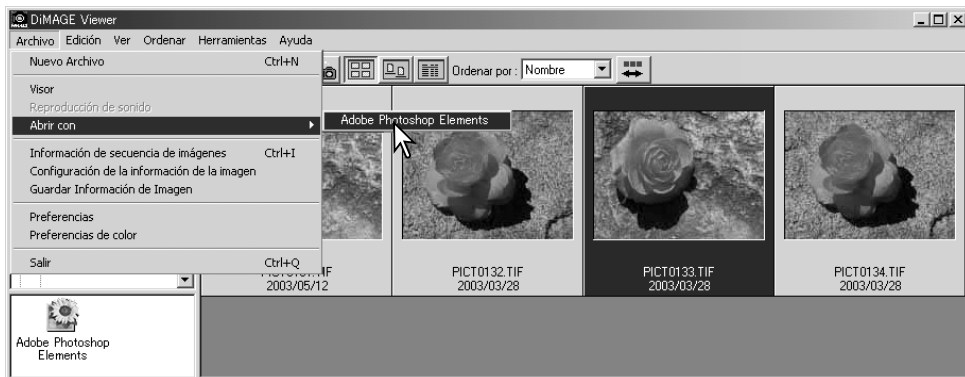 DiMAGE Viewer
Archivo Edición Ver Ordenar Herramientas Ayuda
Nuevo Archivo Ctrl+N
Ordenar por : Nombre
Visor
Reproducción de sonido
Abrir con
Adobe Photoshop Elements
Información de secuencia de imágenes Ctrl+I
Configuración de la información de la imagen
Guardar Información de Imagen
Preferencias
Preferencias de color
Salir Ctrl+Q
PICT0132.TIF
2003/03/28
PICT0133.TIF
2003/03/28
PICT0134.TIF
2003/03/28
2003/05/12
Adobe Photoshop
Elements